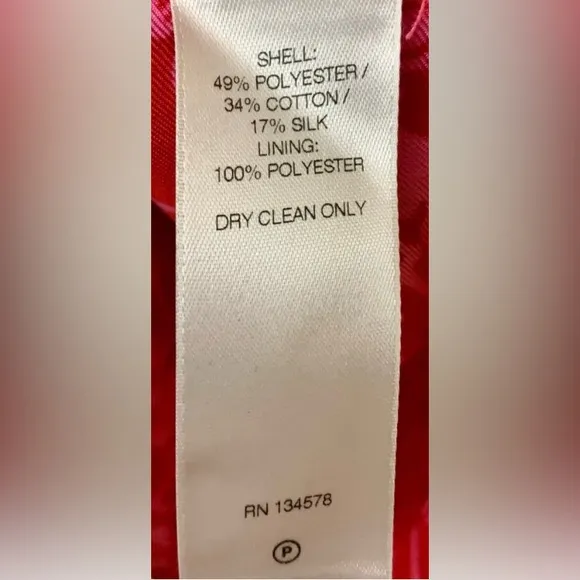 SHELL:
49% POLYESTER /
34% COTTON /
17% SILK
LINING:
100% POLYESTER
DRY CLEAN ONLY
RN 134578
P